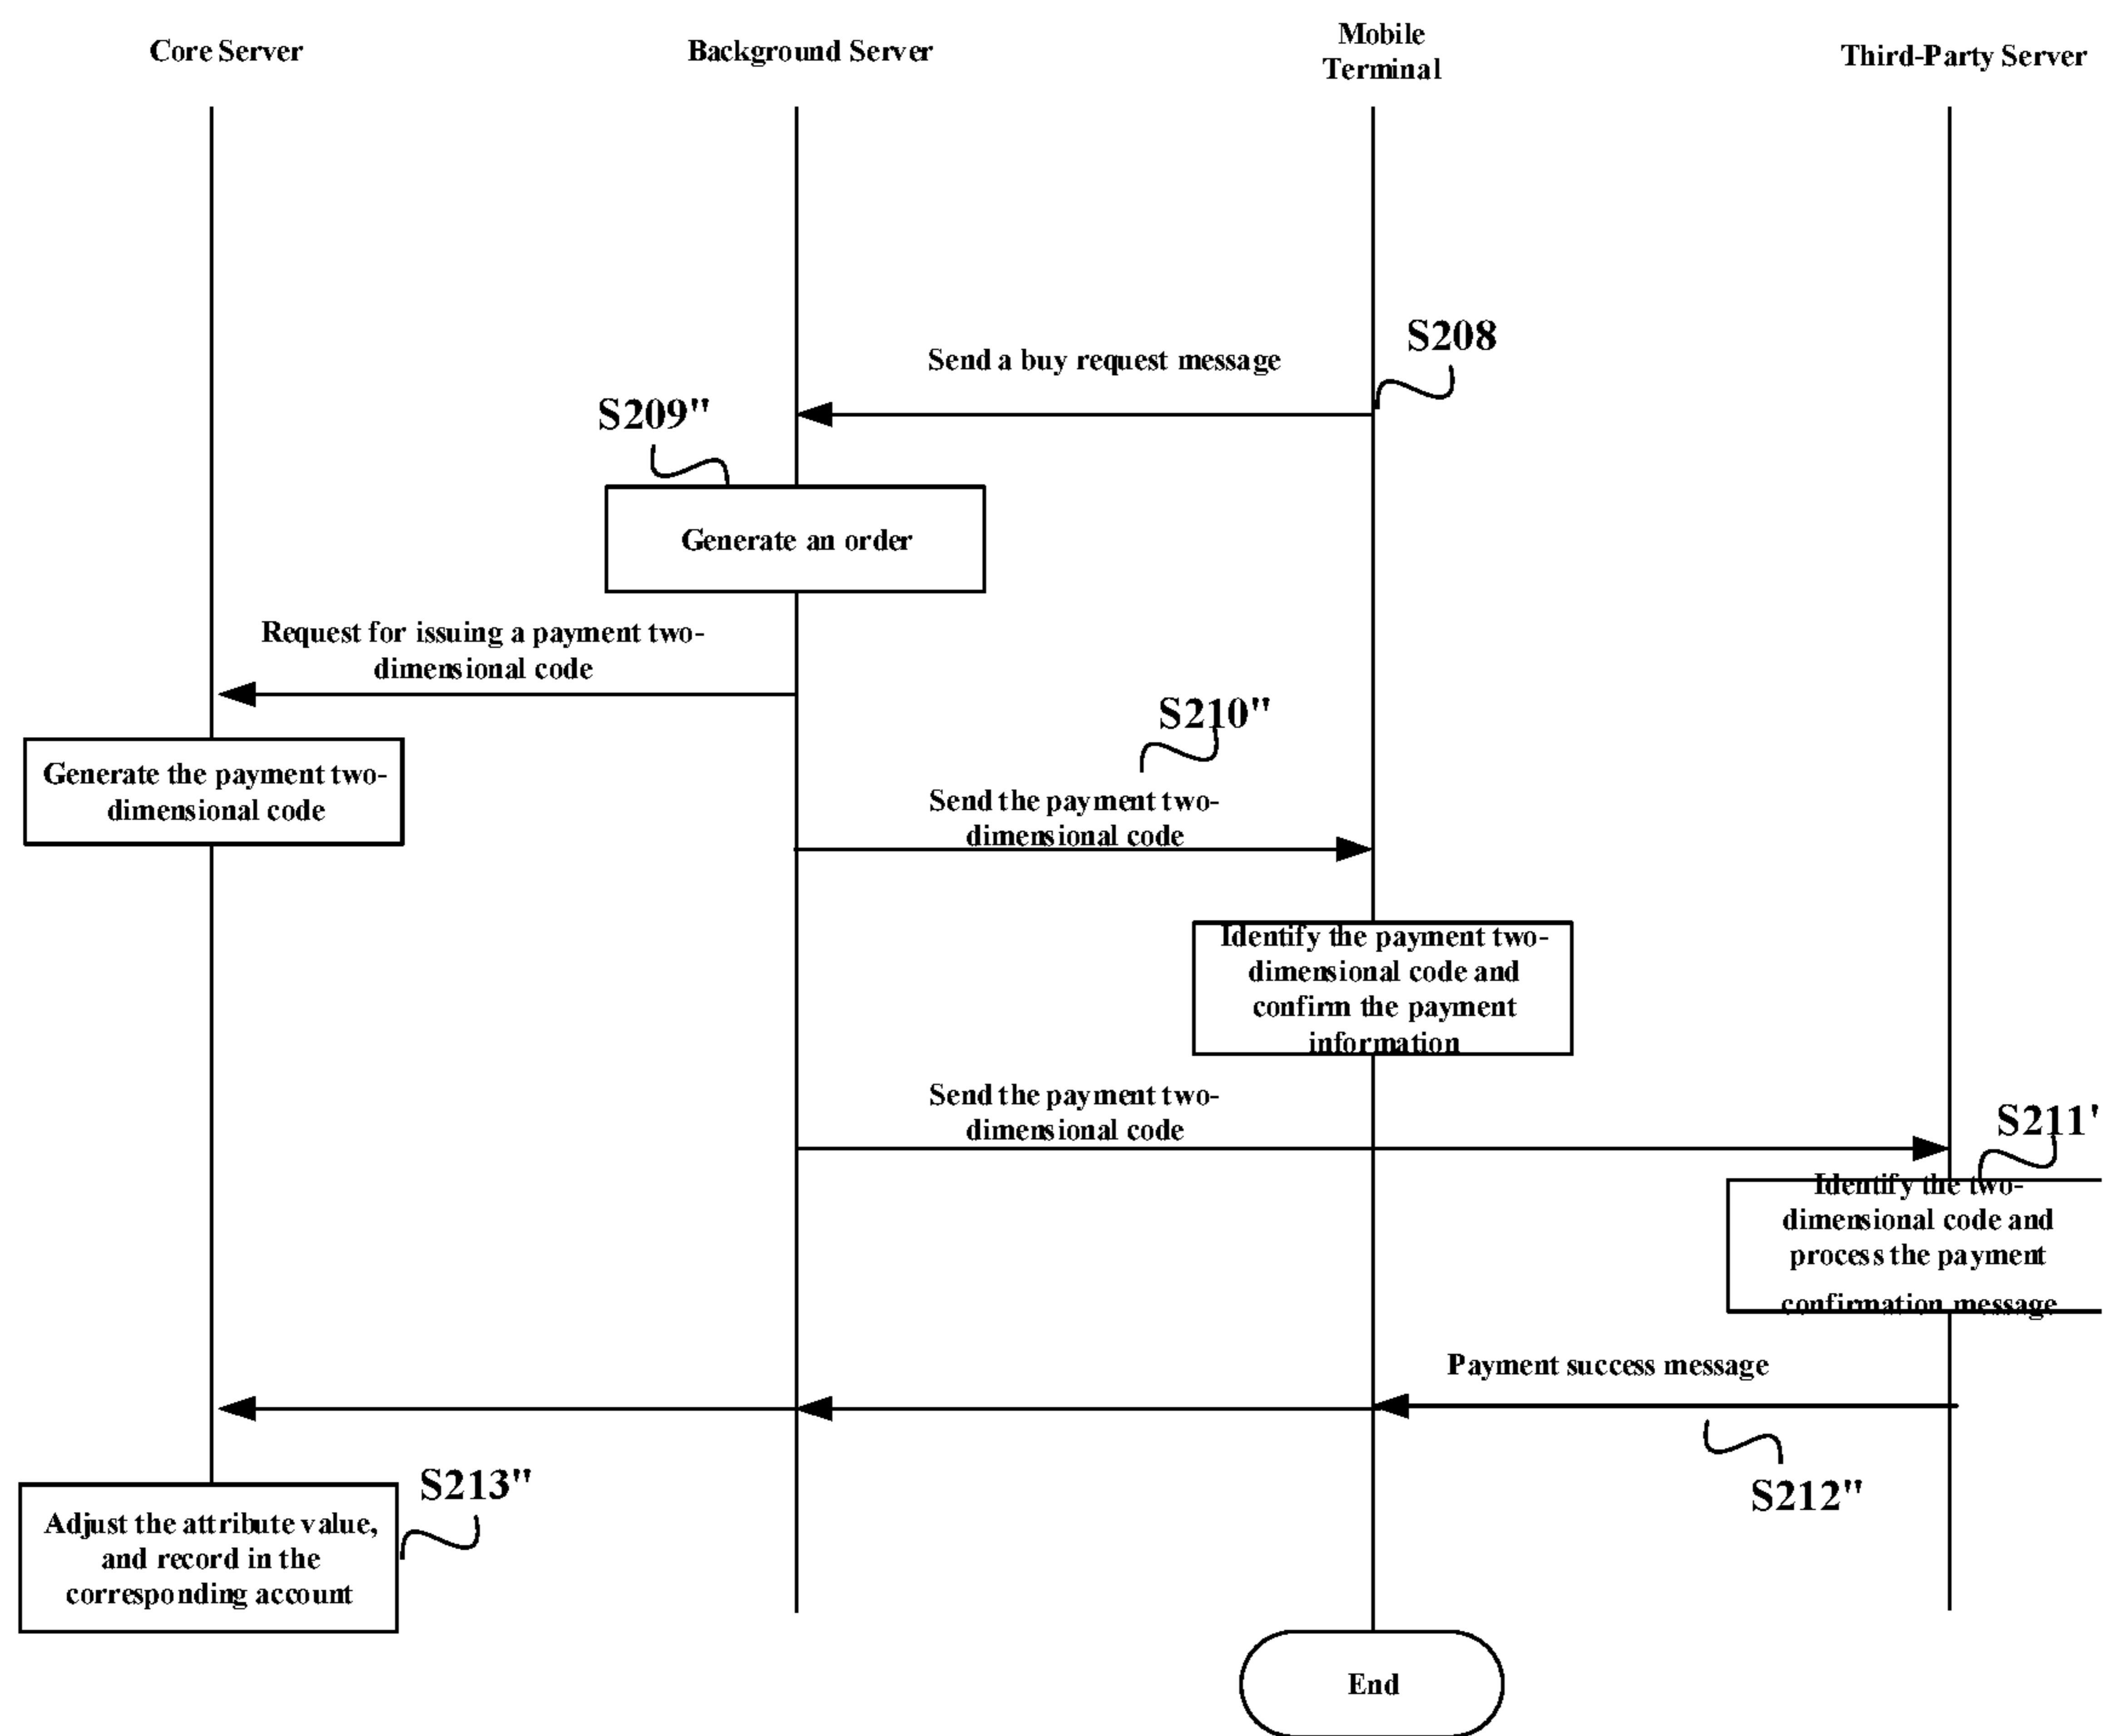 Core Server
Background Server
Mobile
Terminal
Third-Party Server
S208
Send a buy request message
S209"
Generate an order
Request for issuing a payment two-
dimensional code
S210"
Generate the payment two-
dimensional code
Send the payment two-
dimensional code
Identify the payment two-
dimensional code and
confirm the payment
information
Send the payment two-
dimensional code
S211'
Identify the two-
dimensional code and
process the payment
confirmation message
Payment success message
S212"
S213"
Adjust the attribute value,
and record in the
corresponding account
End